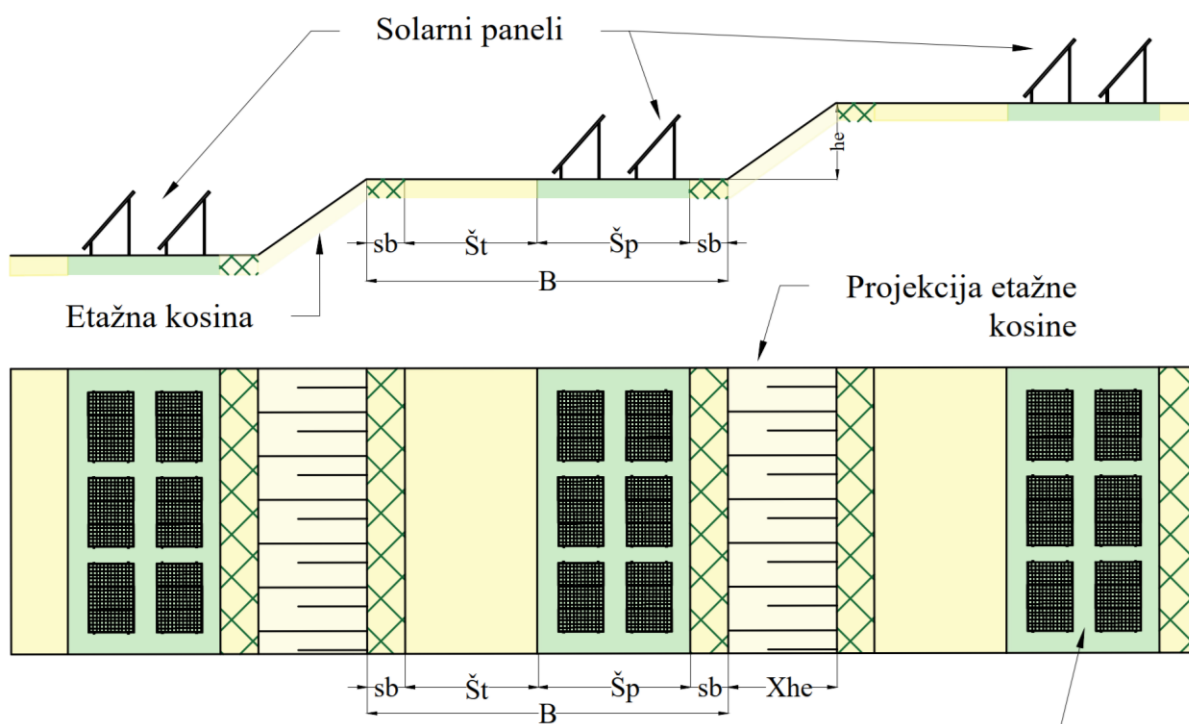 Solarni paneli
he
sb Št Šp sb
B
Etažna kosina
Projekcija etažne
kosine
sb Št Šp sb Xhe
B